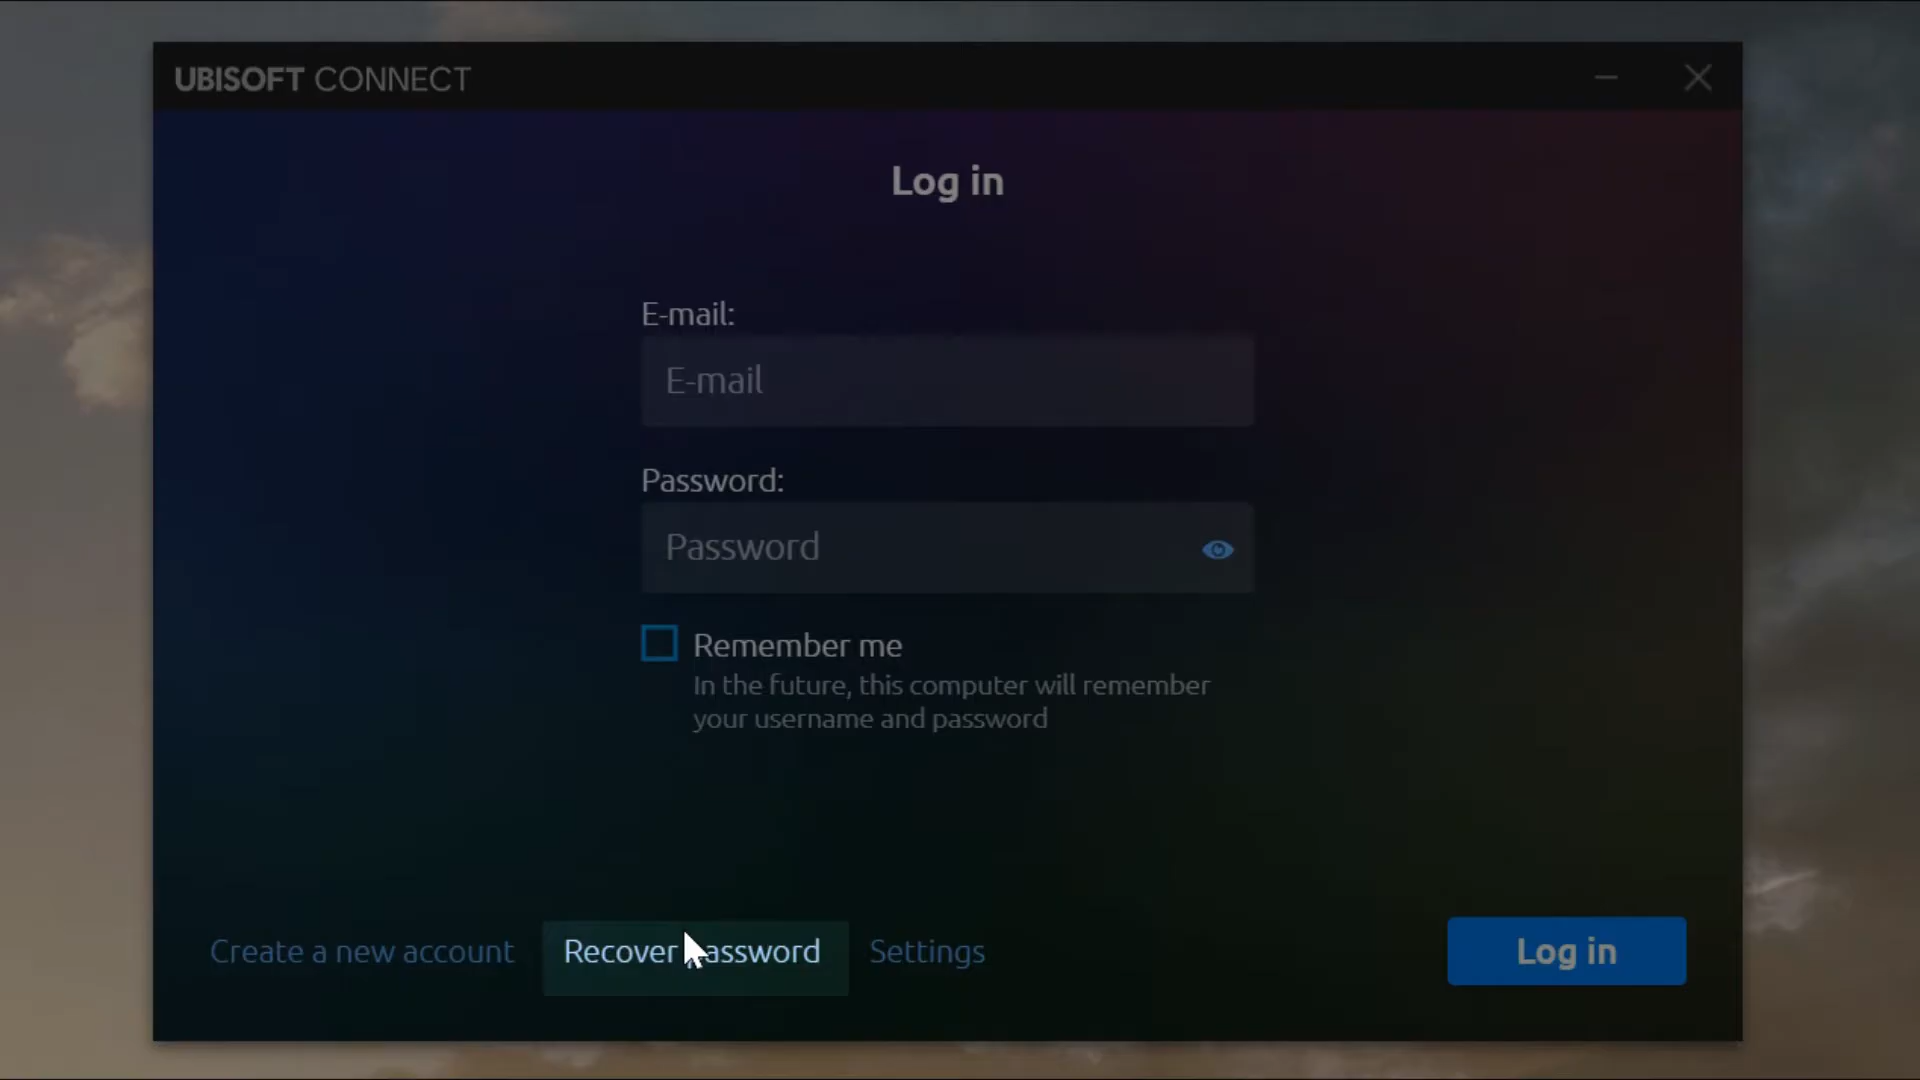 UBISOFT CONNECT
Log in
E-mail:
E-mail
Password:
Password
Remember me
In the future, this computer will remember
your username and password
Create a new account
Recover Password
Settings
Log in